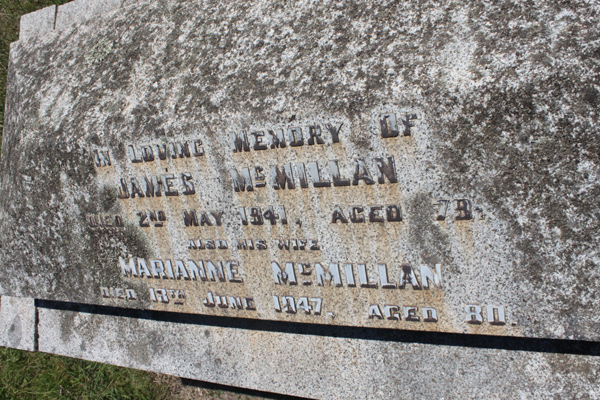 IN LOVING MEMORY OF
JAMES McMILLAN
DIED 2ND MAY 1941, AGED 79.
ALSO HIS WIFE
MARIANNE McMILLAN
DIED 13TH JUNE 1947, AGED 80.